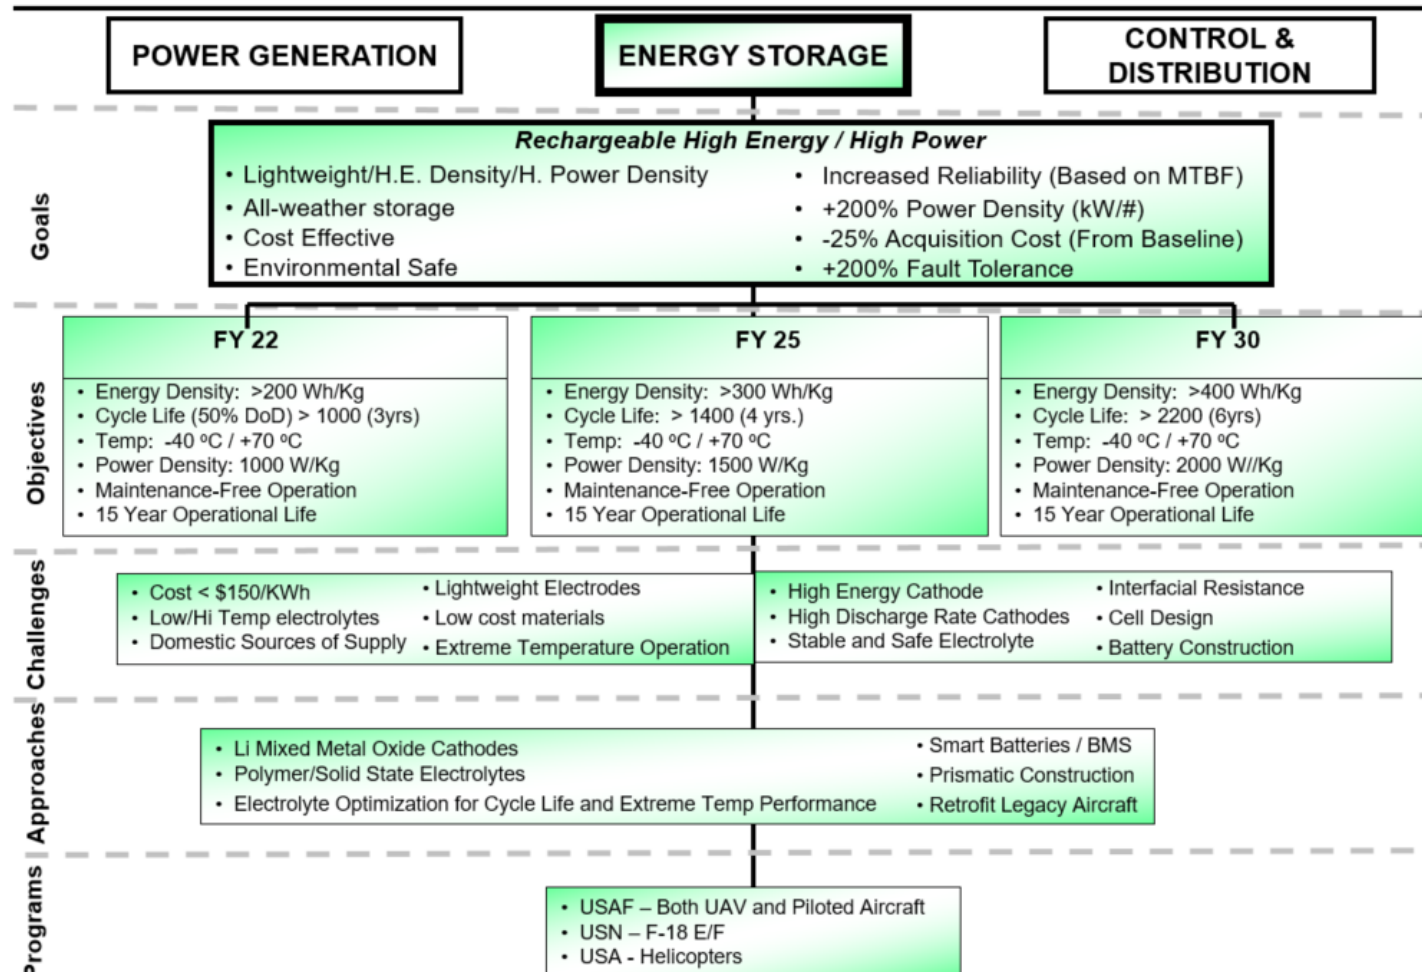 POWER GENERATION
ENERGY STORAGE
CONTROL &
DISTRIBUTION
Goals
Rechargeable High Energy / High Power
• Lightweight/H.E. Density/H. Power Density
• All-weather storage
• Cost Effective
• Environmental Safe
• Increased Reliability (Based on MTBF)
• +200% Power Density (kW/#)
• -25% Acquisition Cost (From Baseline)
• +200% Fault Tolerance
Objectives
FY 22
• Energy Density: >200 Wh/Kg
• Cycle Life (50% DoD) > 1000 (3yrs)
• Temp: -40 ºC / +70 ºC
• Power Density: 1000 W/Kg
• Maintenance-Free Operation
• 15 Year Operational Life
FY 25
• Energy Density: >300 Wh/Kg
• Cycle Life: > 1400 (4 yrs.)
• Temp: -40 ºC / +70 ºC
• Power Density: 1500 W/Kg
• Maintenance-Free Operation
• 15 Year Operational Life
FY 30
• Energy Density: >400 Wh/Kg
• Cycle Life: > 2200 (6yrs)
• Temp: -40 ºC / +70 ºC
• Power Density: 2000 W//Kg
• Maintenance-Free Operation
• 15 Year Operational Life
Challenges
• Cost < $150/KWh
• Low/Hi Temp electrolytes
• Domestic Sources of Supply
• Lightweight Electrodes
• Low cost materials
• Extreme Temperature Operation
• High Energy Cathode
• High Discharge Rate Cathodes
• Stable and Safe Electrolyte
• Interfacial Resistance
• Cell Design
• Battery Construction
Approaches
• Li Mixed Metal Oxide Cathodes
• Polymer/Solid State Electrolytes
• Electrolyte Optimization for Cycle Life and Extreme Temp Performance
• Smart Batteries / BMS
• Prismatic Construction
• Retrofit Legacy Aircraft
Programs
• USAF – Both UAV and Piloted Aircraft
• USN – F-18 E/F
• USA - Helicopters